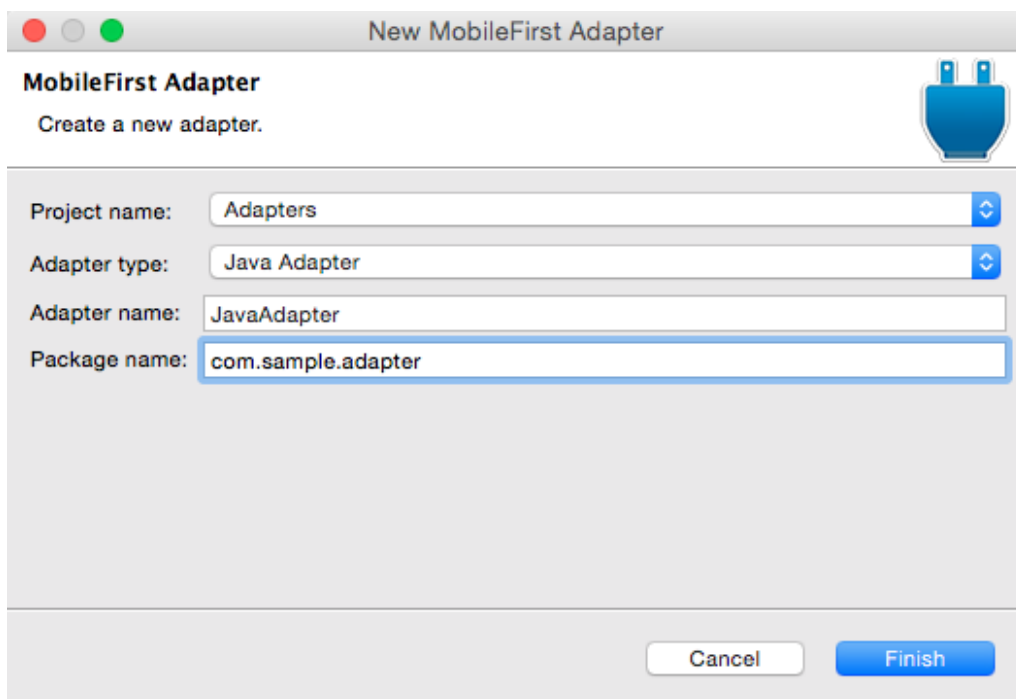 New MobileFirst Adapter
MobileFirst Adapter
Create a new adapter.
Project name: Adapters
Adapter type: Java Adapter
Adapter name: JavaAdapter
Package name: com.sample.adapter
Cancel Finish